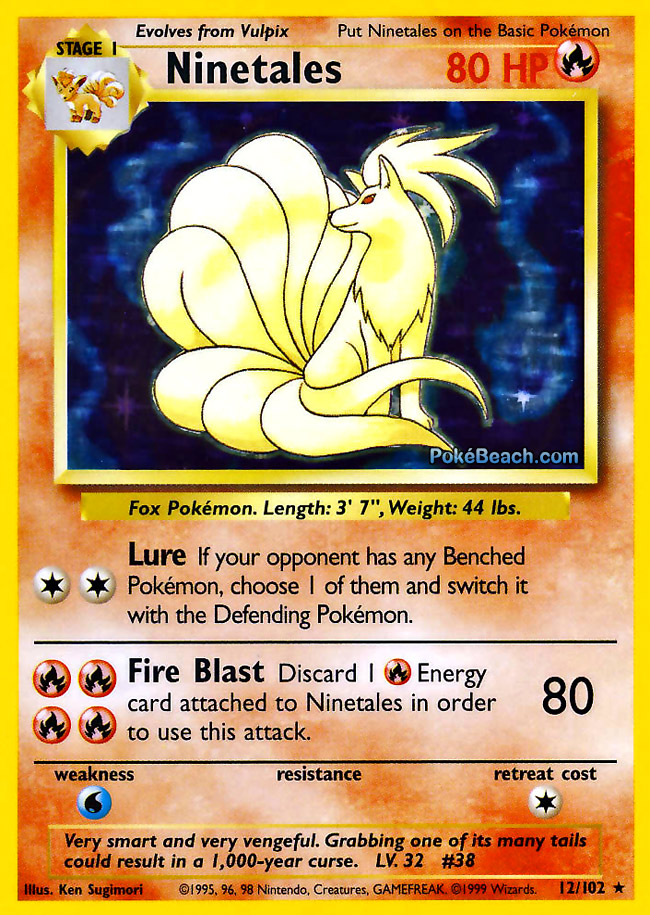 Evolves from Vulpix
Put Ninetales on the Basic Pokémon
STAGE 1
Ninetales
80 HP
PokéBeach.com
Fox Pokémon. Length: 3' 7", Weight: 44 lbs.
Lure If your opponent has any Benched
Pokémon, choose 1 of them and switch it
with the Defending Pokémon.
Fire Blast Discard 1 Energy
card attached to Ninetales in order
to use this attack.
80
weakness
resistance
retreat cost
Very smart and very vengeful. Grabbing one of its many tails
could result in a 1,000-year curse. LV. 32 #38
Illus. Ken Sugimori
©1995, 96, 98 Nintendo, Creatures, GAMEFREAK. ©1999 Wizards.
12/102 ★